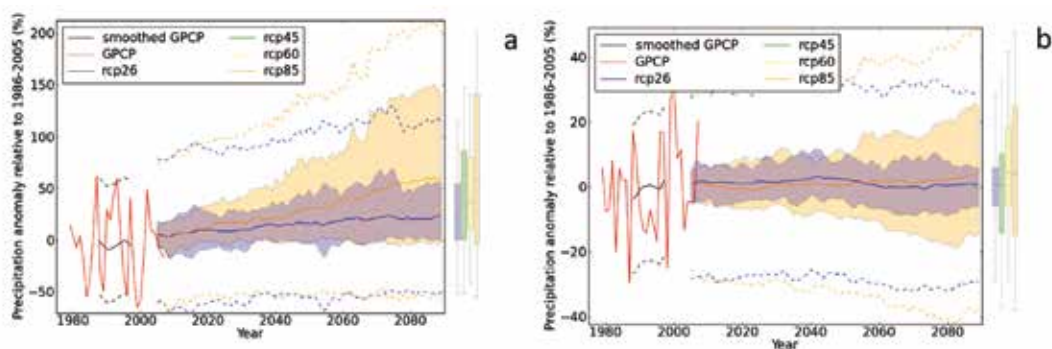 a
Precipitation anomaly relative to 1986-2005 (%)
200
150
100
50
0
−50
smoothed GPCP
GPCP
rcp26
rcp45
rcp60
rcp85
1980
2000
2020
2040
2060
2080
Year
b
Precipitation anomaly relative to 1986-2005 (%)
40
20
0
−20
−40
smoothed GPCP
GPCP
rcp26
rcp45
rcp60
rcp85
1980
2000
2020
2040
2060
2080
Year